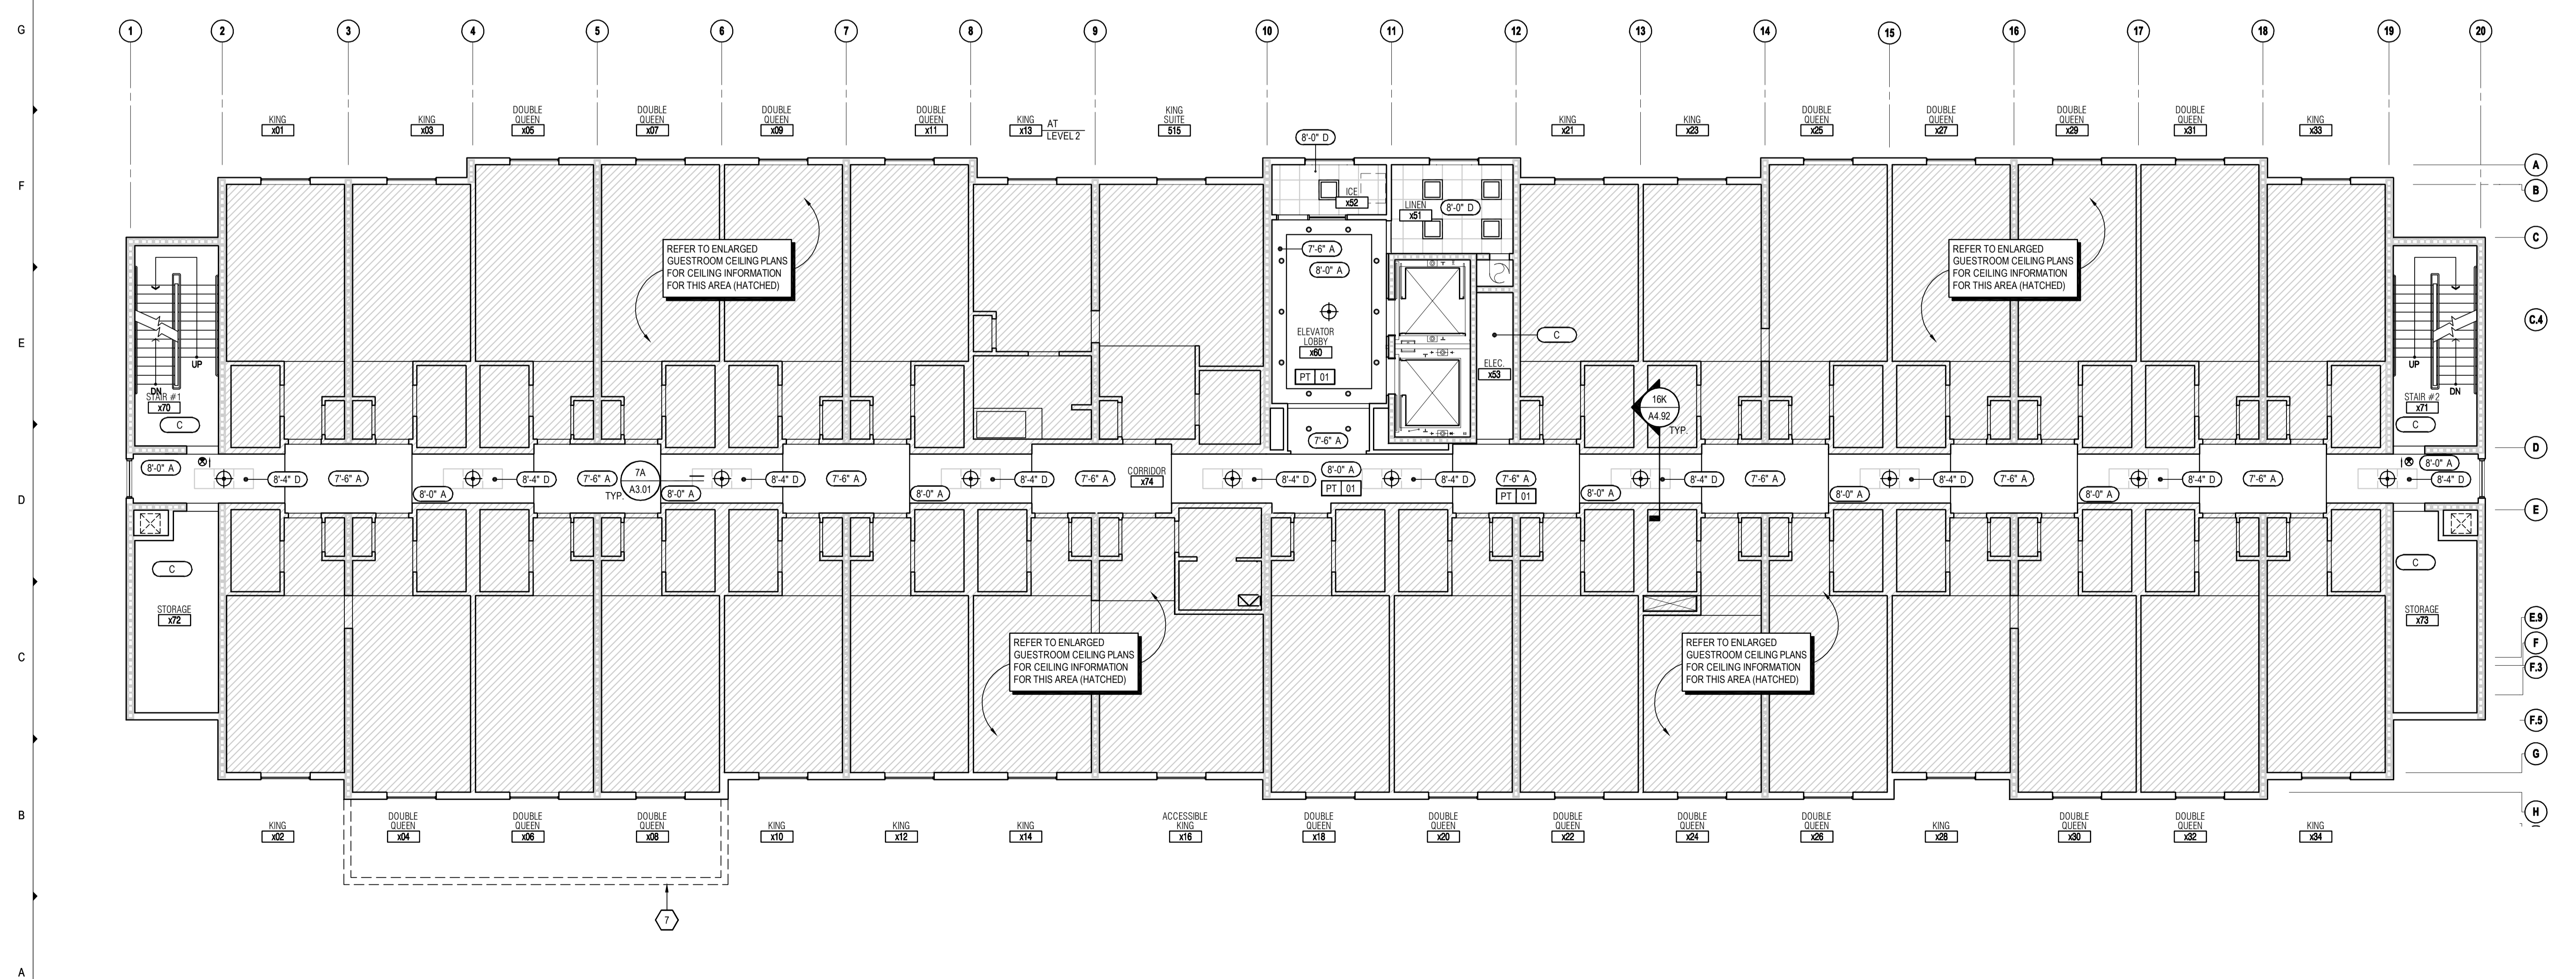 G
1 2 3 4 5 6 7 8 9 10 11 12 13 14 15 16 17 18 19 20
KING
x01
KING
x03
DOUBLE
QUEEN
x05
DOUBLE
QUEEN
x07
DOUBLE
QUEEN
x09
DOUBLE
QUEEN
x11
KING
x13
AT
LEVEL 2
KING
SUITE
515
8'-0" D
KING
x21
KING
x23
DOUBLE
QUEEN
x25
DOUBLE
QUEEN
x27
DOUBLE
QUEEN
x29
DOUBLE
QUEEN
x31
KING
x33
F
A
B
C
C.4
D
E
E.9
F
F.3
F.5
G
H
ICE
x52
LINEN
x51
8'-0" D
REFER TO ENLARGED
GUESTROOM CEILING PLANS
FOR CEILING INFORMATION
FOR THIS AREA (HATCHED)
7'-6" A
8'-0" A
REFER TO ENLARGED
GUESTROOM CEILING PLANS
FOR CEILING INFORMATION
FOR THIS AREA (HATCHED)
E
ELEVATOR
LOBBY
x60
PT 01
C
ELEC.
x53
UP
DN
STAIR #1
x70
C
16K
A4.92
TYP.
UP
DN
STAIR #2
x71
C
7'-6" A
D
8'-0" A
8'-4" D
7'-6" A
8'-4" D
8'-0" A
7'-6" A
7A
A3.01
TYP.
8'-0" A
8'-4" D
7'-6" A
8'-4" D
8'-0" A
7'-6" A
CORRIDOR
x74
8'-4" D
8'-0" A
PT 01
8'-4" D
7'-6" A
PT 01
8'-0" A
8'-4" D
7'-6" A
8'-0" A
8'-4" D
7'-6" A
8'-0" A
8'-4" D
7'-6" A
8'-0" A
8'-4" D
C
STORAGE
x72
C
STORAGE
x73
C
REFER TO ENLARGED
GUESTROOM CEILING PLANS
FOR CEILING INFORMATION
FOR THIS AREA (HATCHED)
REFER TO ENLARGED
GUESTROOM CEILING PLANS
FOR CEILING INFORMATION
FOR THIS AREA (HATCHED)
B
KING
x02
DOUBLE
QUEEN
x04
DOUBLE
QUEEN
x06
DOUBLE
QUEEN
x08
KING
x10
KING
x12
KING
x14
ACCESSIBLE
KING
x16
DOUBLE
QUEEN
x18
DOUBLE
QUEEN
x20
DOUBLE
QUEEN
x22
DOUBLE
QUEEN
x24
DOUBLE
QUEEN
x26
KING
x28
DOUBLE
QUEEN
x30
DOUBLE
QUEEN
x32
KING
x34
7
A